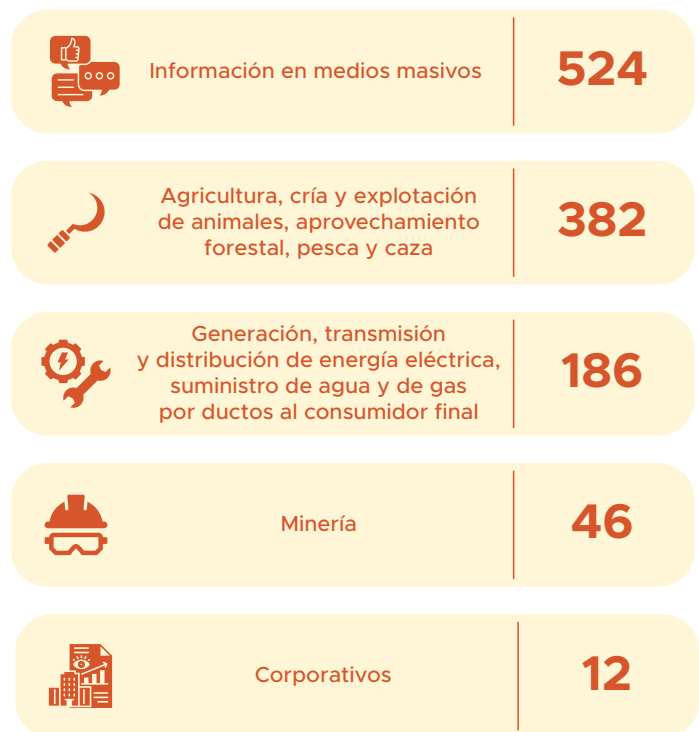 Información en medios masivos
524
Agricultura, cría y explotación
de animales, aprovechamiento
forestal, pesca y caza
382
Generación, transmisión
y distribución de energía eléctrica,
suministro de agua y de gas
por ductos al consumidor final
186
Minería
46
Corporativos
12